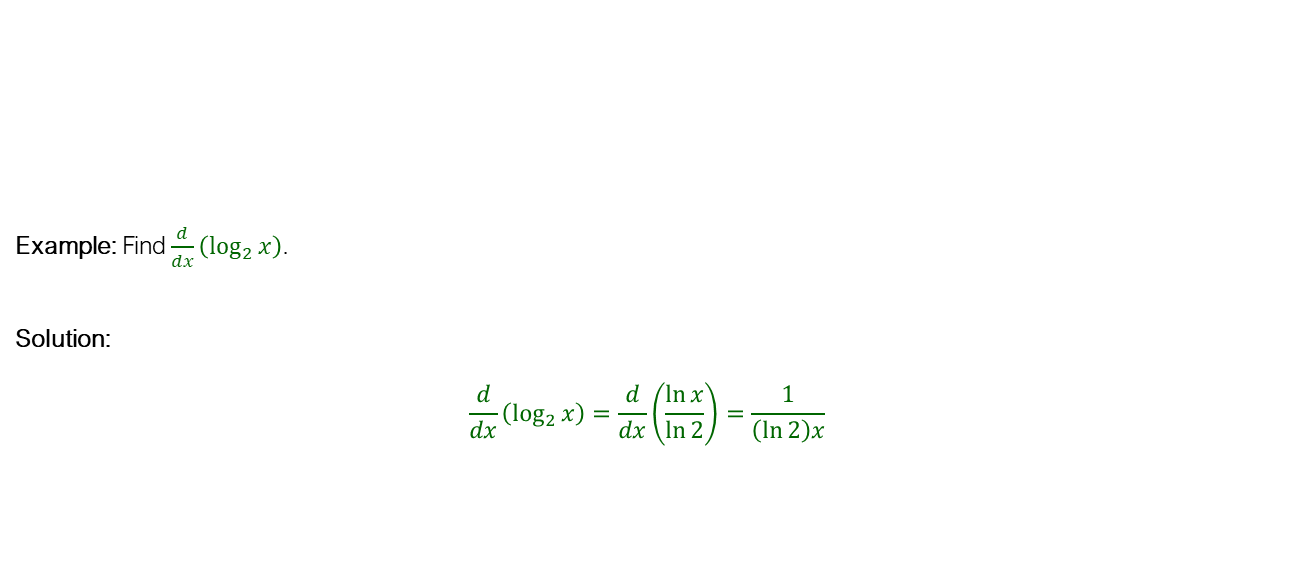 Example: Find d/dx (log₂ x).
Solution:
d/dx (log₂ x) = d/dx (ln x / ln 2) = 1 / (ln 2)x